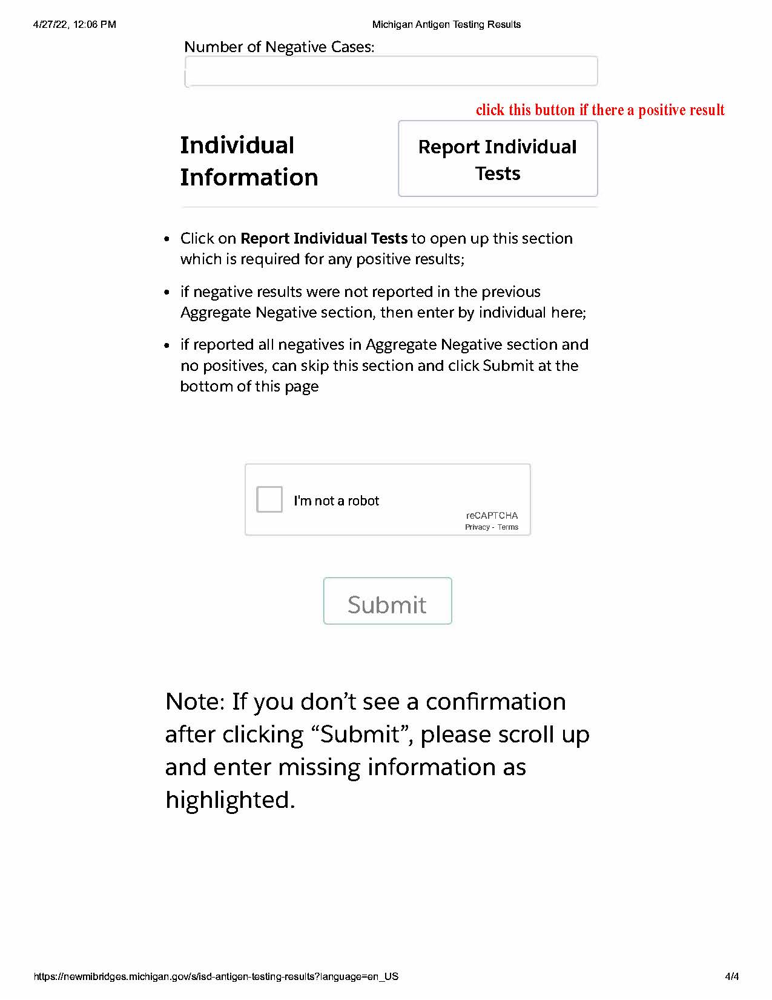 4/27/22, 12:06 PM Michigan Antigen Testing Results
Number of Negative Cases:
click this button if there a positive result
Individual
Information
Report Individual
Tests
• Click on Report Individual Tests to open up this section
which is required for any positive results;
• if negative results were not reported in the previous
Aggregate Negative section, then enter by individual here;
• if reported all negatives in Aggregate Negative section and
no positives, can skip this section and click Submit at the
bottom of this page
I'm not a robot
reCAPTCHA
Privacy - Terms
Submit
Note: If you don’t see a confirmation
after clicking “Submit”, please scroll up
and enter missing information as
highlighted.
https://newmibridges.michigan.gov/s/isd-antigen-testing-results?language=en_US 4/4